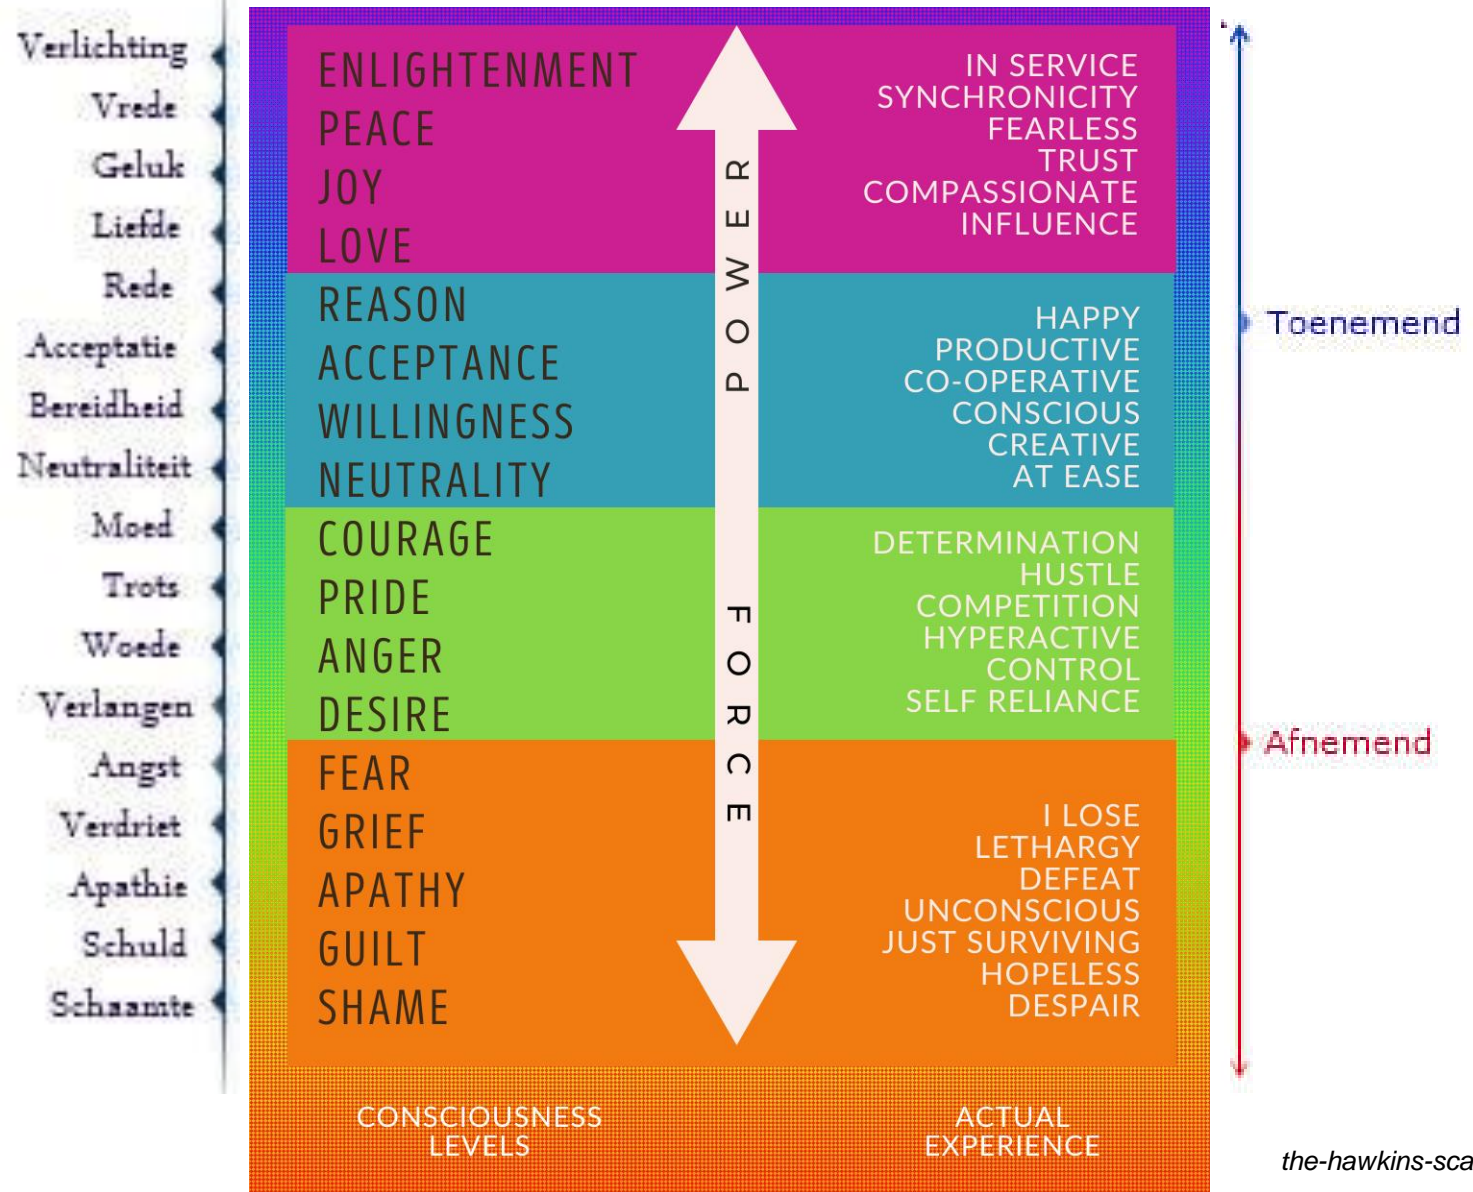 Verlichting
Vrede
Geluk
Liefde
Rede
Acceptatie
Bereidheid
Neutraliteit
Moed
Trots
Woede
Verlangen
Angst
Verdriet
Apathie
Schuld
Schaamte
ENLIGHTENMENT
PEACE
JOY
LOVE
REASON
ACCEPTANCE
WILLINGNESS
NEUTRALITY
COURAGE
PRIDE
ANGER
DESIRE
FEAR
GRIEF
APATHY
GUILT
SHAME
CONSCIOUSNESS
LEVELS
POWER
FORCE
IN SERVICE
SYNCHRONICITY
FEARLESS
TRUST
COMPASSIONATE
INFLUENCE
HAPPY
PRODUCTIVE
CO-OPERATIVE
CONSCIOUS
CREATIVE
AT EASE
DETERMINATION
HUSTLE
COMPETITION
HYPERACTIVE
CONTROL
SELF RELIANCE
I LOSE
LETHARGY
DEFEAT
UNCONSCIOUS
JUST SURVIVING
HOPELESS
DESPAIR
ACTUAL
EXPERIENCE
Toenemend
Afnemend
the-hawkins-sca